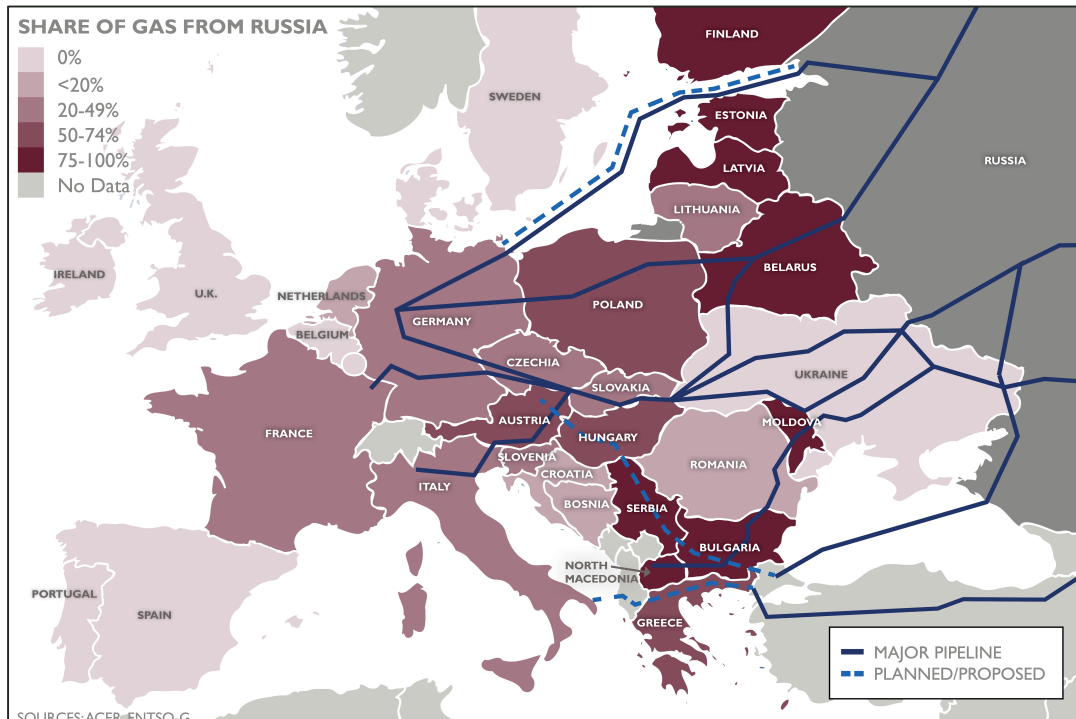 SHARE OF GAS FROM RUSSIA
0%
<20%
20-49%
50-74%
75-100%
No Data
FINLAND
SWEDEN
ESTONIA
RUSSIA
LATVIA
LITHUANIA
IRELAND
U.K.
NETHERLANDS
BELARUS
BELGIUM
GERMANY
POLAND
CZECHIA
UKRAINE
SLOVAKIA
FRANCE
AUSTRIA
MOLDOVA
HUNGARY
SLOVENIA
ROMANIA
CROATIA
ITALY
BOSNIA
SERBIA
BULGARIA
NORTH
MACEDONIA
PORTUGAL
SPAIN
GREECE
MAJOR PIPELINE
PLANNED/PROPOSED
SOURCES: ACER, ENTSO-G